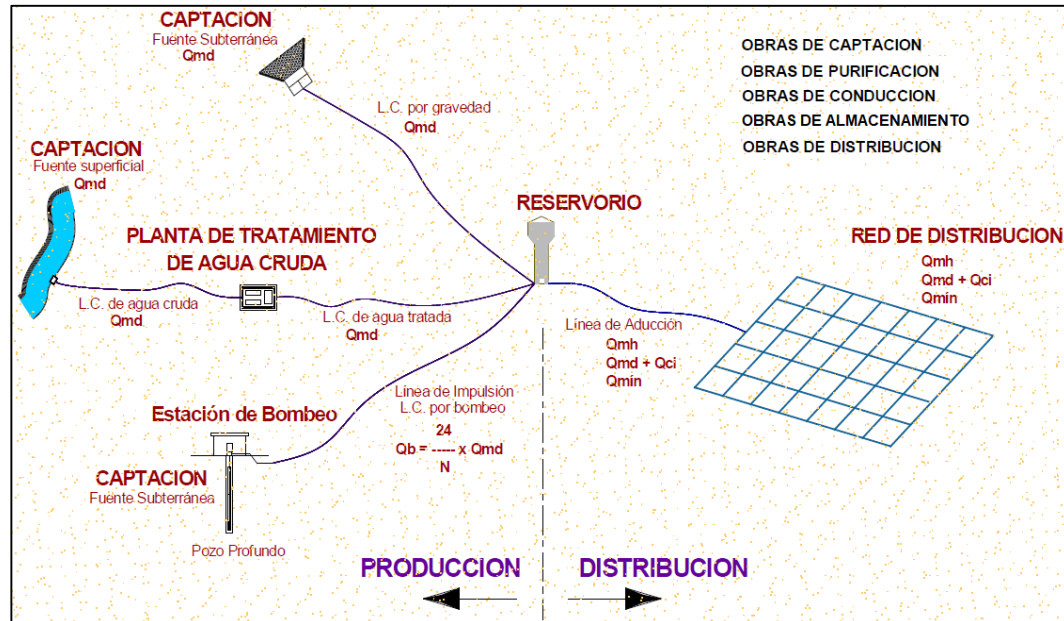 CAPTACION
Fuente Subterránea
Qmd
L.C. por gravedad
Qmd
OBRAS DE CAPTACION
OBRAS DE PURIFICACION
OBRAS DE CONDUCCION
OBRAS DE ALMACENAMIENTO
OBRAS DE DISTRIBUCION
CAPTACION
Fuente superficial
Qmd
PLANTA DE TRATAMIENTO
DE AGUA CRUDA
L.C. de agua cruda
Qmd
L.C. de agua tratada
Qmd
RESERVORIO
RED DE DISTRIBUCION
Qmh
Qmd + Qci
Qmín
Línea de Aducción
Qmh
Qmd + Qci
Qmín
Línea de Impulsión
L.C. por bombeo
24
Qb = ----- x Qmd
N
Estación de Bombeo
CAPTACION
Fuente Subterránea
Pozo Profundo
PRODUCCION
DISTRIBUCION